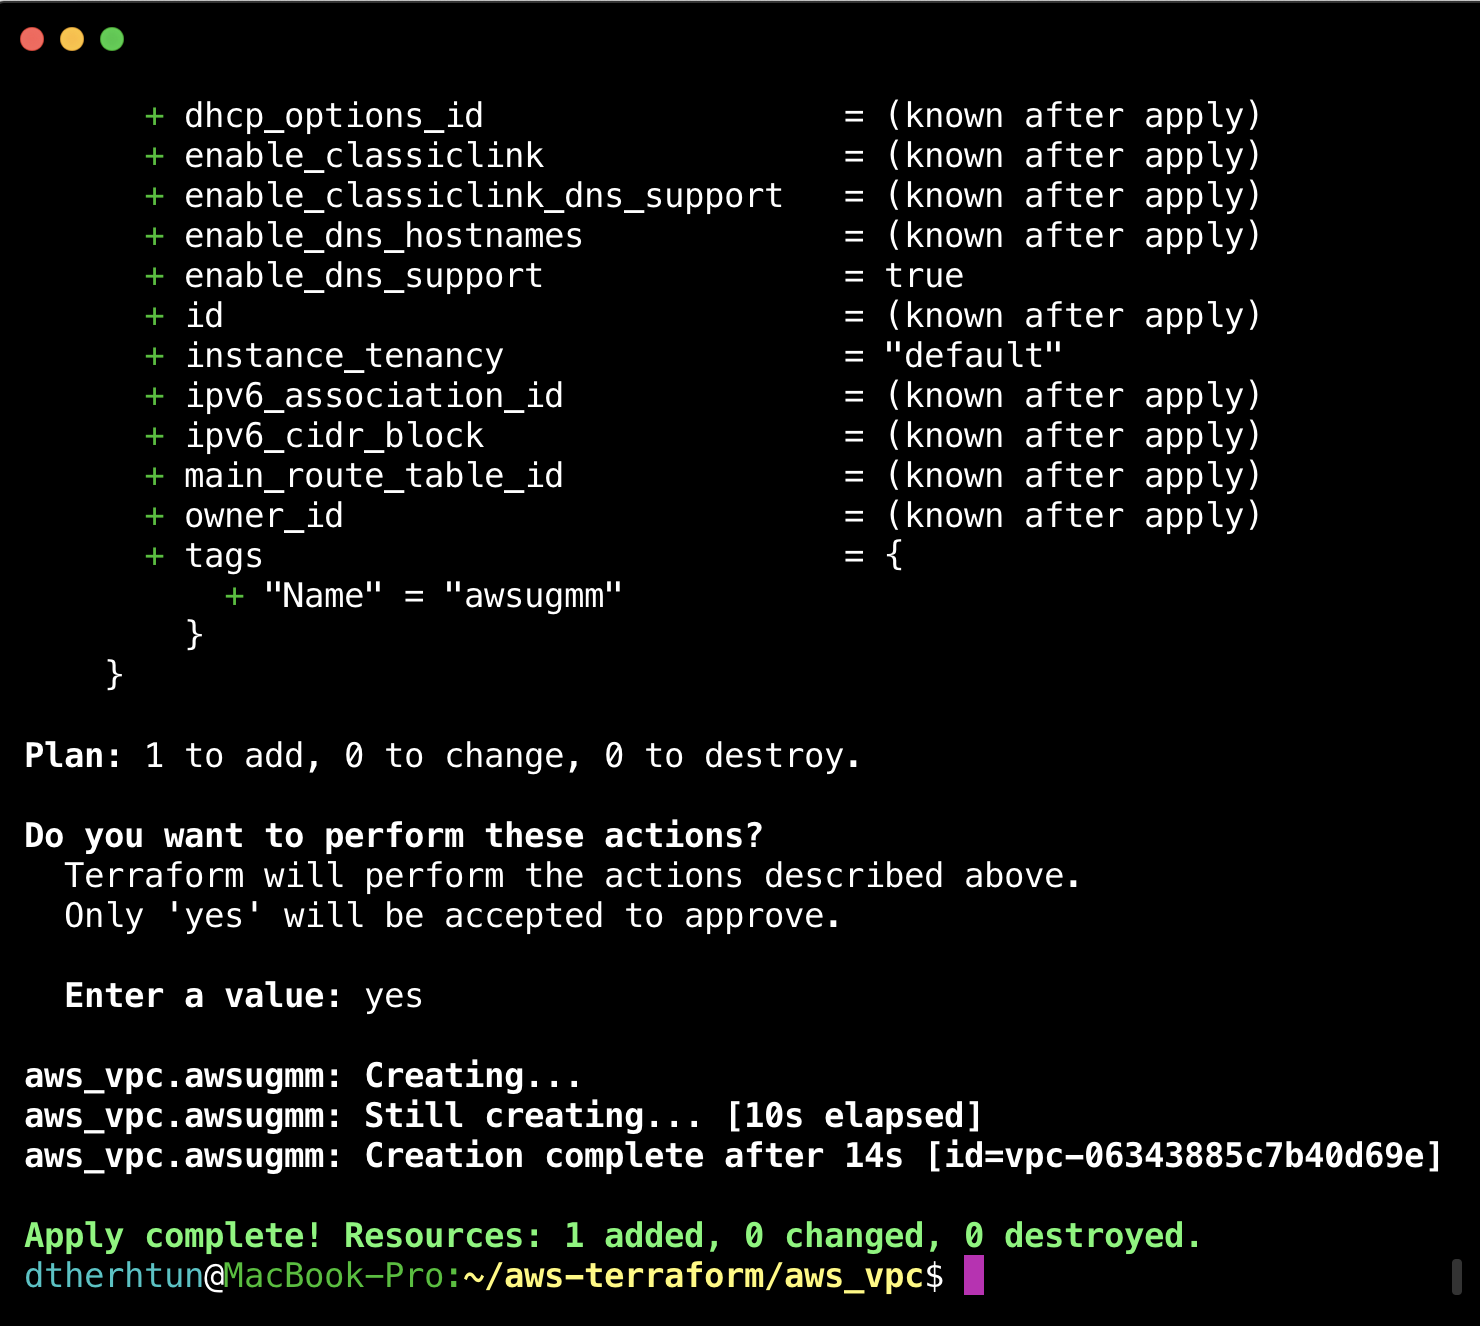 + dhcp_options_id = (known after apply)
+ enable_classiclink = (known after apply)
+ enable_classiclink_dns_support = (known after apply)
+ enable_dns_hostnames = (known after apply)
+ enable_dns_support = true
+ id = (known after apply)
+ instance_tenancy = "default"
+ ipv6_association_id = (known after apply)
+ ipv6_cidr_block = (known after apply)
+ main_route_table_id = (known after apply)
+ owner_id = (known after apply)
+ tags = {
+ "Name" = "awsugmm"
}
}
Plan: 1 to add, 0 to change, 0 to destroy.
Do you want to perform these actions?
Terraform will perform the actions described above.
Only 'yes' will be accepted to approve.
Enter a value: yes
aws_vpc.awsugmm: Creating...
aws_vpc.awsugmm: Still creating... [10s elapsed]
aws_vpc.awsugmm: Creation complete after 14s [id=vpc-06343885c7b40d69e]
Apply complete! Resources: 1 added, 0 changed, 0 destroyed.
dtherhtun@MacBook-Pro:~/aws-terraform/aws_vpc$